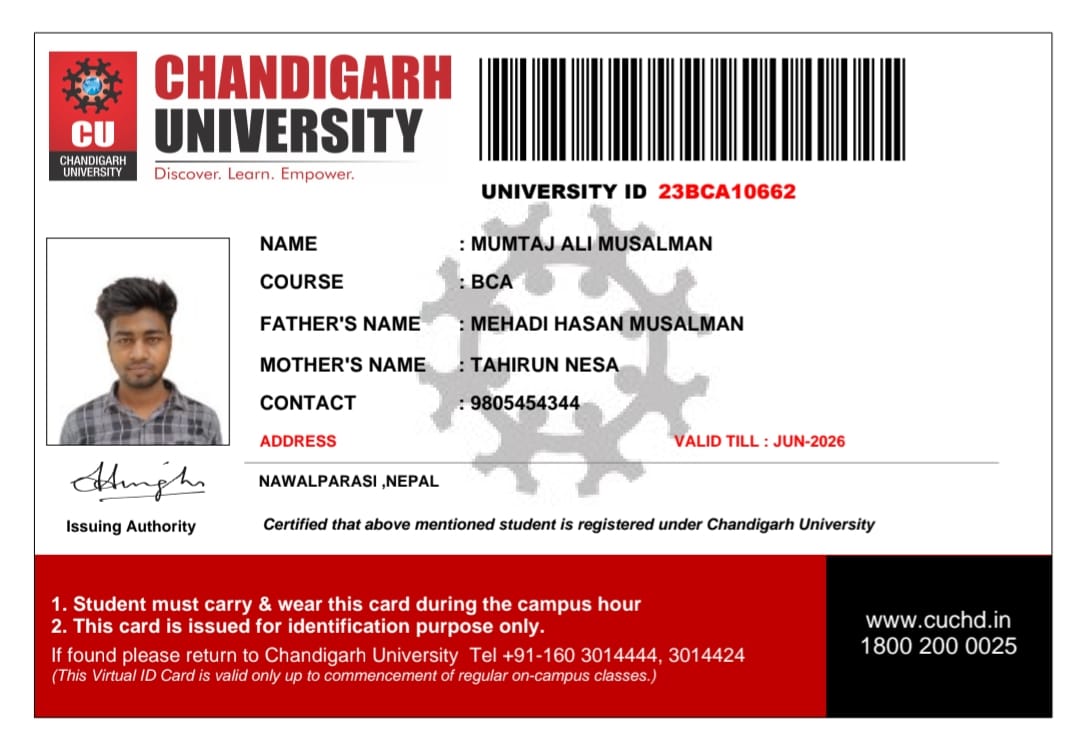 CU
CHANDIGARH
UNIVERSITY
CHANDIGARH
UNIVERSITY
Discover. Learn. Empower.
UNIVERSITY ID 23BCA10662
NAME : MUMTAJ ALI MUSALMAN
COURSE : BCA
FATHER'S NAME : MEHADI HASAN MUSALMAN
MOTHER'S NAME : TAHIRUN NESA
CONTACT : 9805454344
ADDRESS VALID TILL : JUN-2026
NAWALPARASI ,NEPAL
Issuing Authority
Certified that above mentioned student is registered under Chandigarh University
1. Student must carry & wear this card during the campus hour
2. This card is issued for identification purpose only.
If found please return to Chandigarh University Tel +91-160 3014444, 3014424
(This Virtual ID Card is valid only up to commencement of regular on-campus classes.)
www.cuchd.in
1800 200 0025